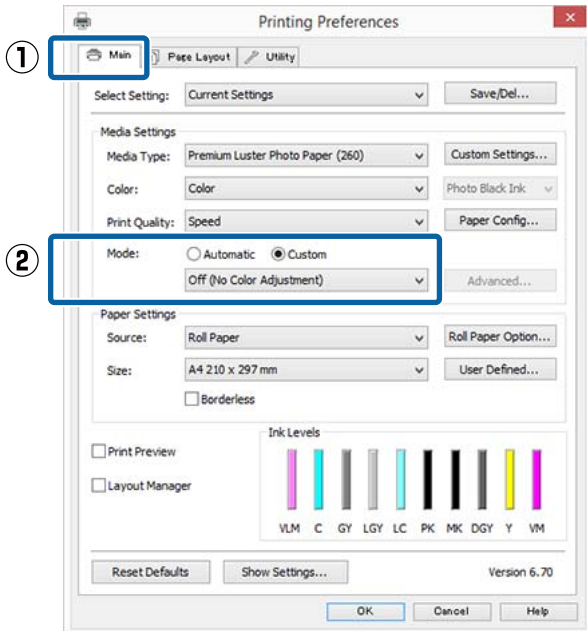 Printing Preferences
①
Main
Page Layout
Utility
Select Setting: Current Settings Save/Del...
Media Settings
Media Type: Premium Luster Photo Paper (260) Custom Settings...
Color: Color Photo Black Ink
Print Quality: Speed Paper Config...
②
Mode: Automatic Custom
Off (No Color Adjustment) Advanced...
Paper Settings
Source: Roll Paper Roll Paper Option...
Size: A4 210 x 297 mm User Defined...
Borderless
Ink Levels
Print Preview
Layout Manager
VLM C GY LGY LC PK MK DGY Y VM
Reset Defaults Show Settings... Version 6.70
OK Cancel Help